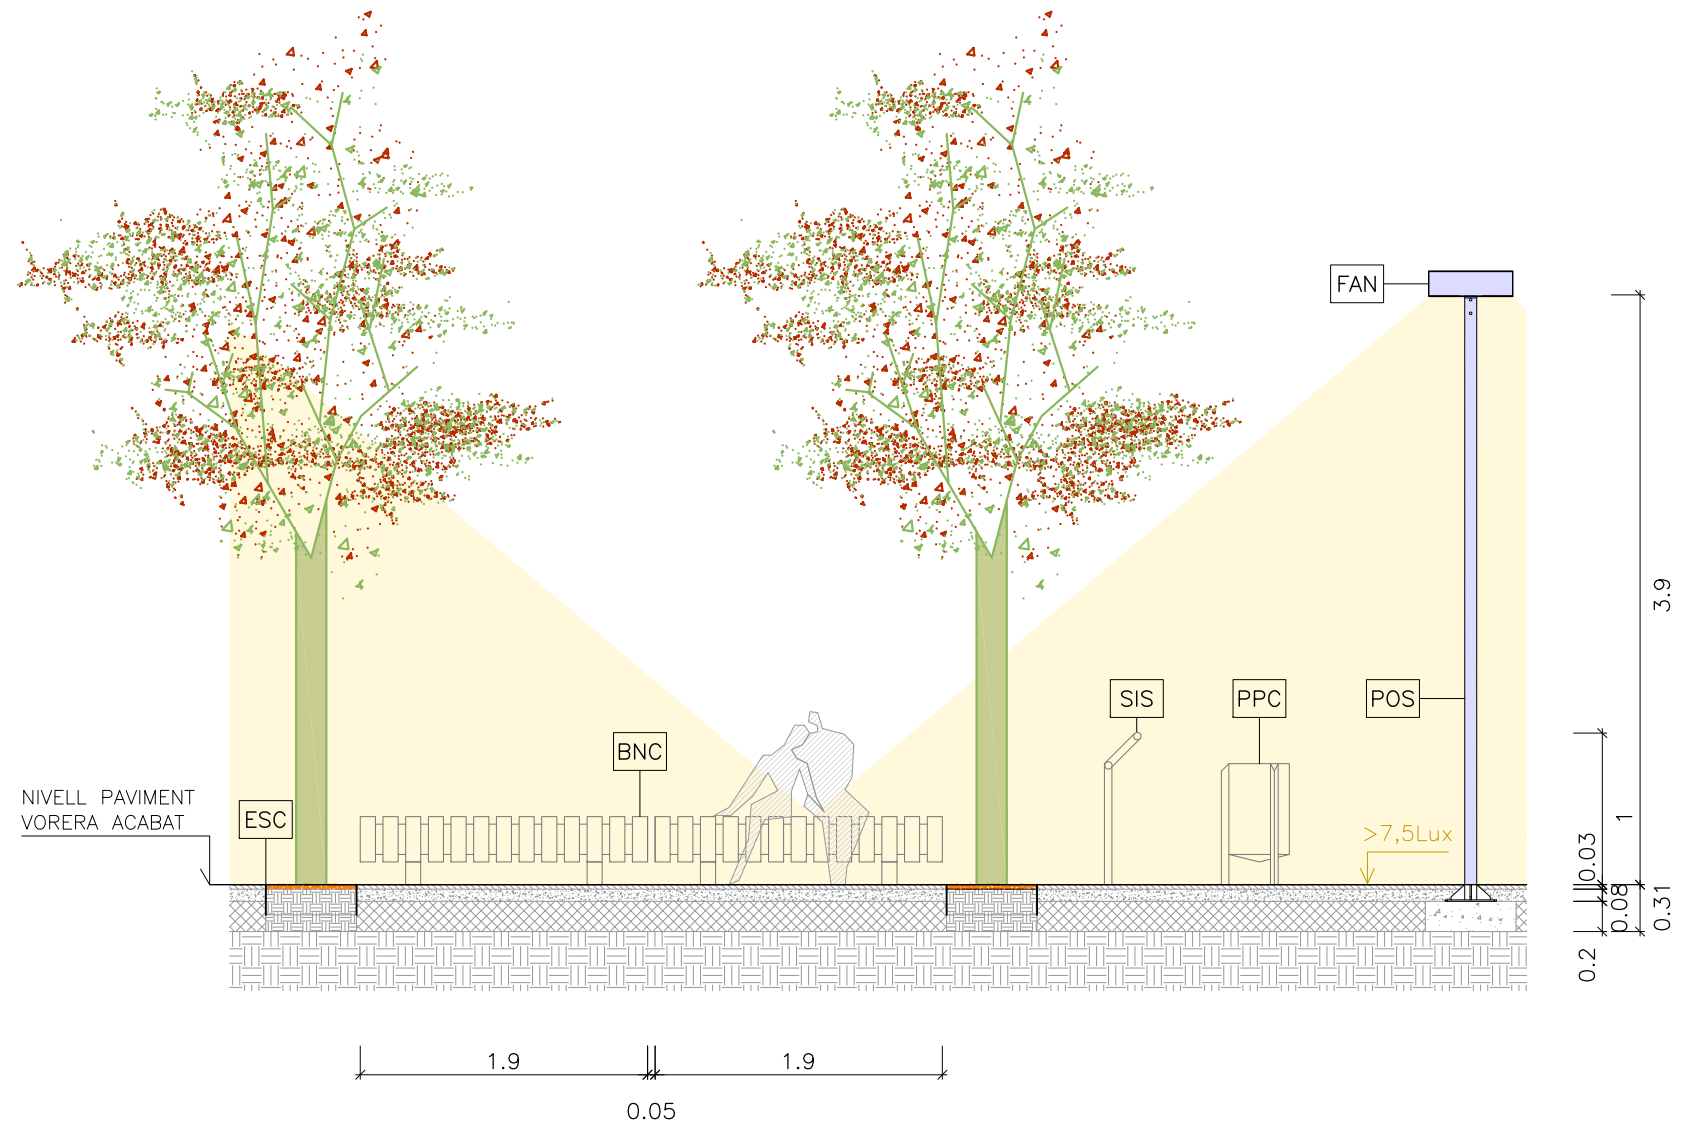 FAN
3.9
SIS
PPC
POS
BNC
NIVELL PAVIMENT
VORERA ACABAT
ESC
>7,5Lux
1
0.03
0.08
0.31
0.2
1.9
1.9
0.05